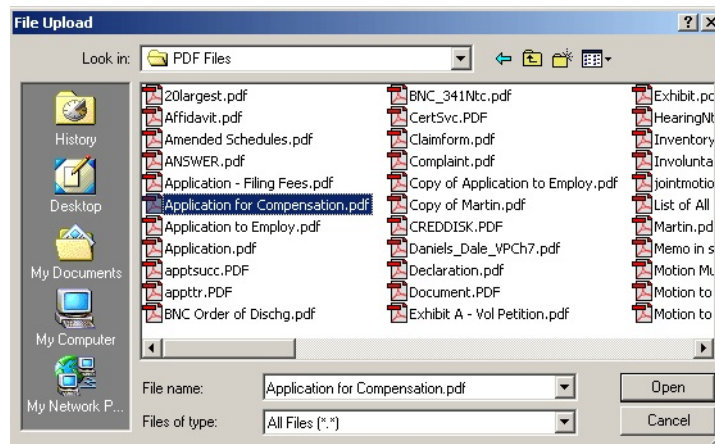 File Upload
Look in: PDF Files
History
Desktop
My Documents
My Computer
My Network P...
20largest.pdf
Affidavit.pdf
Amended Schedules.pdf
ANSWER.pdf
Application - Filing Fees.pdf
Application for Compensation.pdf
Application to Employ.pdf
Application.pdf
apptsucc.PDF
appttr.PDF
BNC Order of Dischg.pdf
BNC_341Ntc.pdf
CertSvc.PDF
Claimform.pdf
Complaint.pdf
Copy of Application to Employ.pdf
Copy of Martin.pdf
CREDDISK.PDF
Daniels_Dale_VPCh7.pdf
Declaration.pdf
Document.PDF
Exhibit A - Vol Petition.pdf
Exhibit.pd
HearingNt
Inventory
Involunta
jointmotio
List of All
Martin.pd
Memo in s
Motion Mu
Motion to
Motion to
File name: Application for Compensation.pdf Open
Files of type: All Files (*.*) Cancel